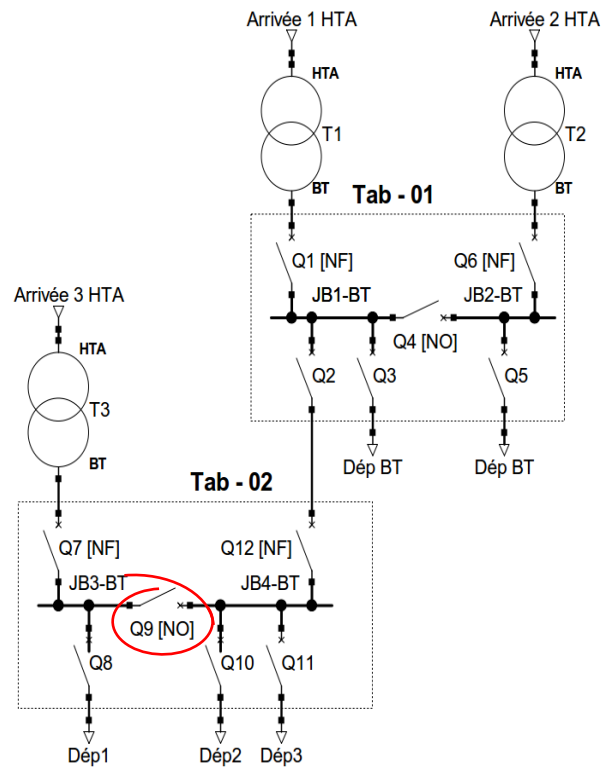 Arrivée 1 HTA
Arrivée 2 HTA
HTA
HTA
T1
T2
BT
BT
Tab - 01
Q1 [NF]
Q6 [NF]
JB1-BT
JB2-BT
Q4 [NO]
Q2
Q3
Q5
Dép BT
Dép BT
Arrivée 3 HTA
HTA
T3
BT
Tab - 02
Q7 [NF]
Q12 [NF]
JB3-BT
JB4-BT
Q9 [NO]
Q8
Q10
Q11
Dép1
Dép2
Dép3